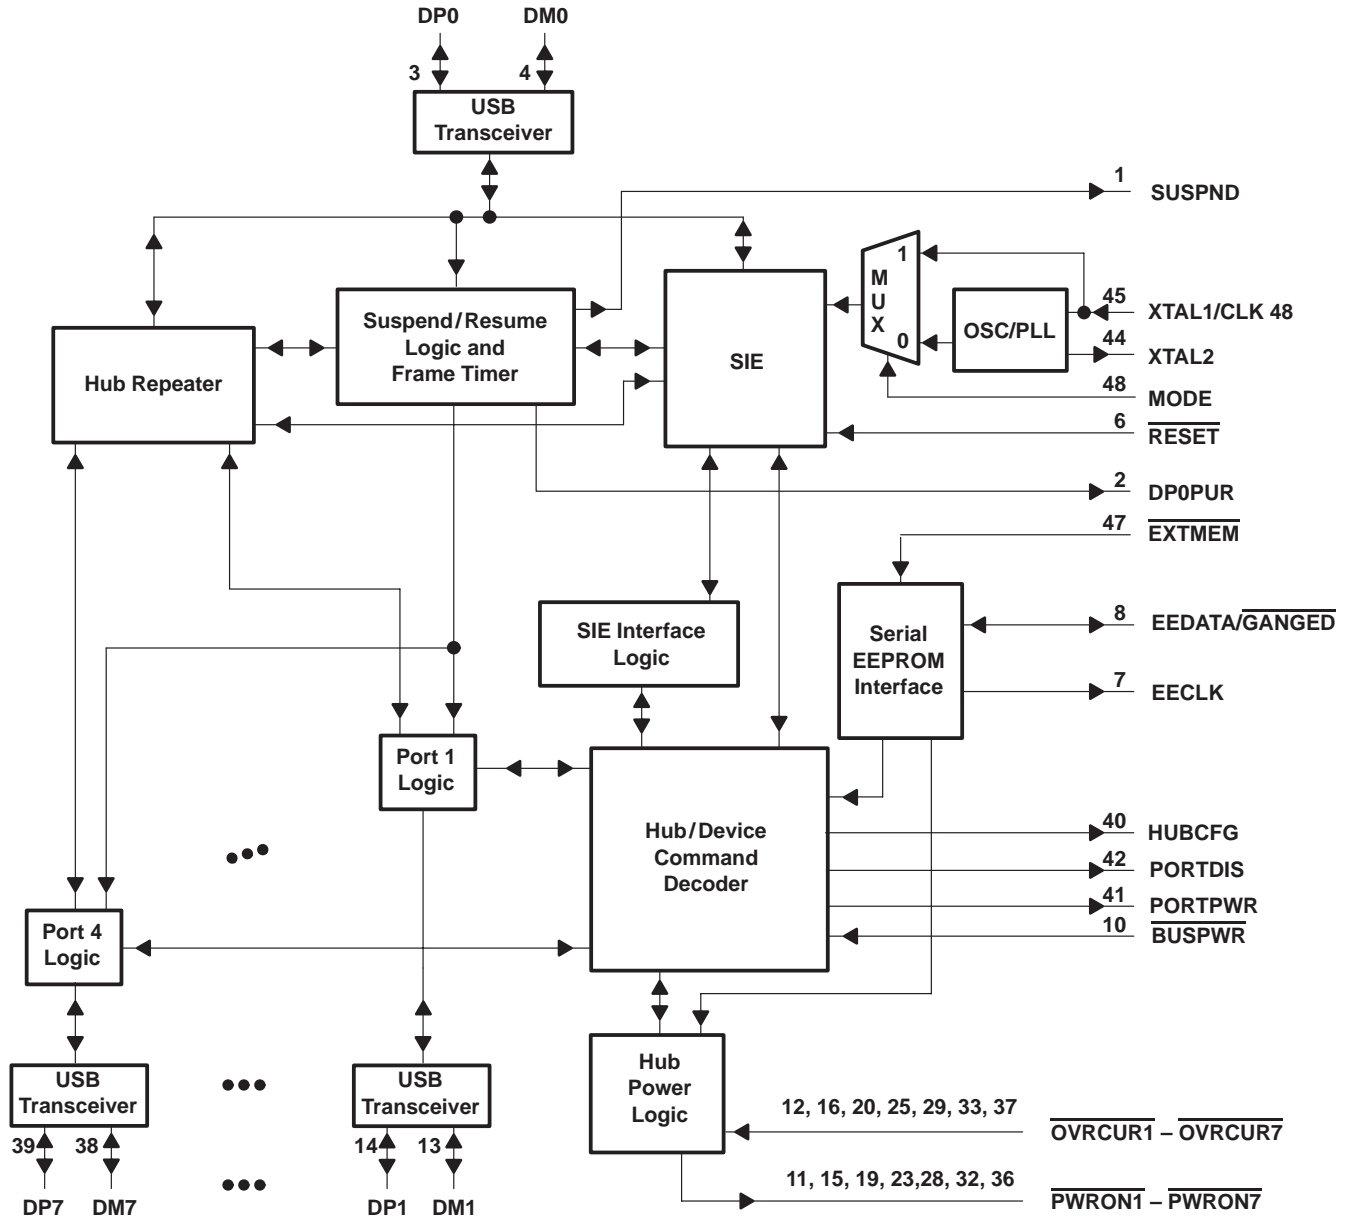 DP0 DM0
3 4
USB
Transceiver
1
SUSPND
Suspend/Resume
Logic and
Frame Timer
Hub Repeater
SIE
MUX
1
0
OSC/PLL
45
XTAL1/CLK 48
44
XTAL2
48
MODE
6
RESET
2
DP0PUR
47
EXTMEM
SIE Interface
Logic
Serial
EEPROM
Interface
8
EEDATA/GANGED
7
EECLK
Port 1
Logic
Hub/Device
Command
Decoder
40
HUBCFG
42
PORTDIS
41
PORTPWR
10
BUSPWR
Port 4
Logic
Hub
Power
Logic
USB
Transceiver
USB
Transceiver
12, 16, 20, 25, 29, 33, 37
OVRCUR1 – OVRCUR7
39 38
14 13
11, 15, 19, 23,28, 32, 36
PWRON1 – PWRON7
DP7 DM7
DP1 DM1